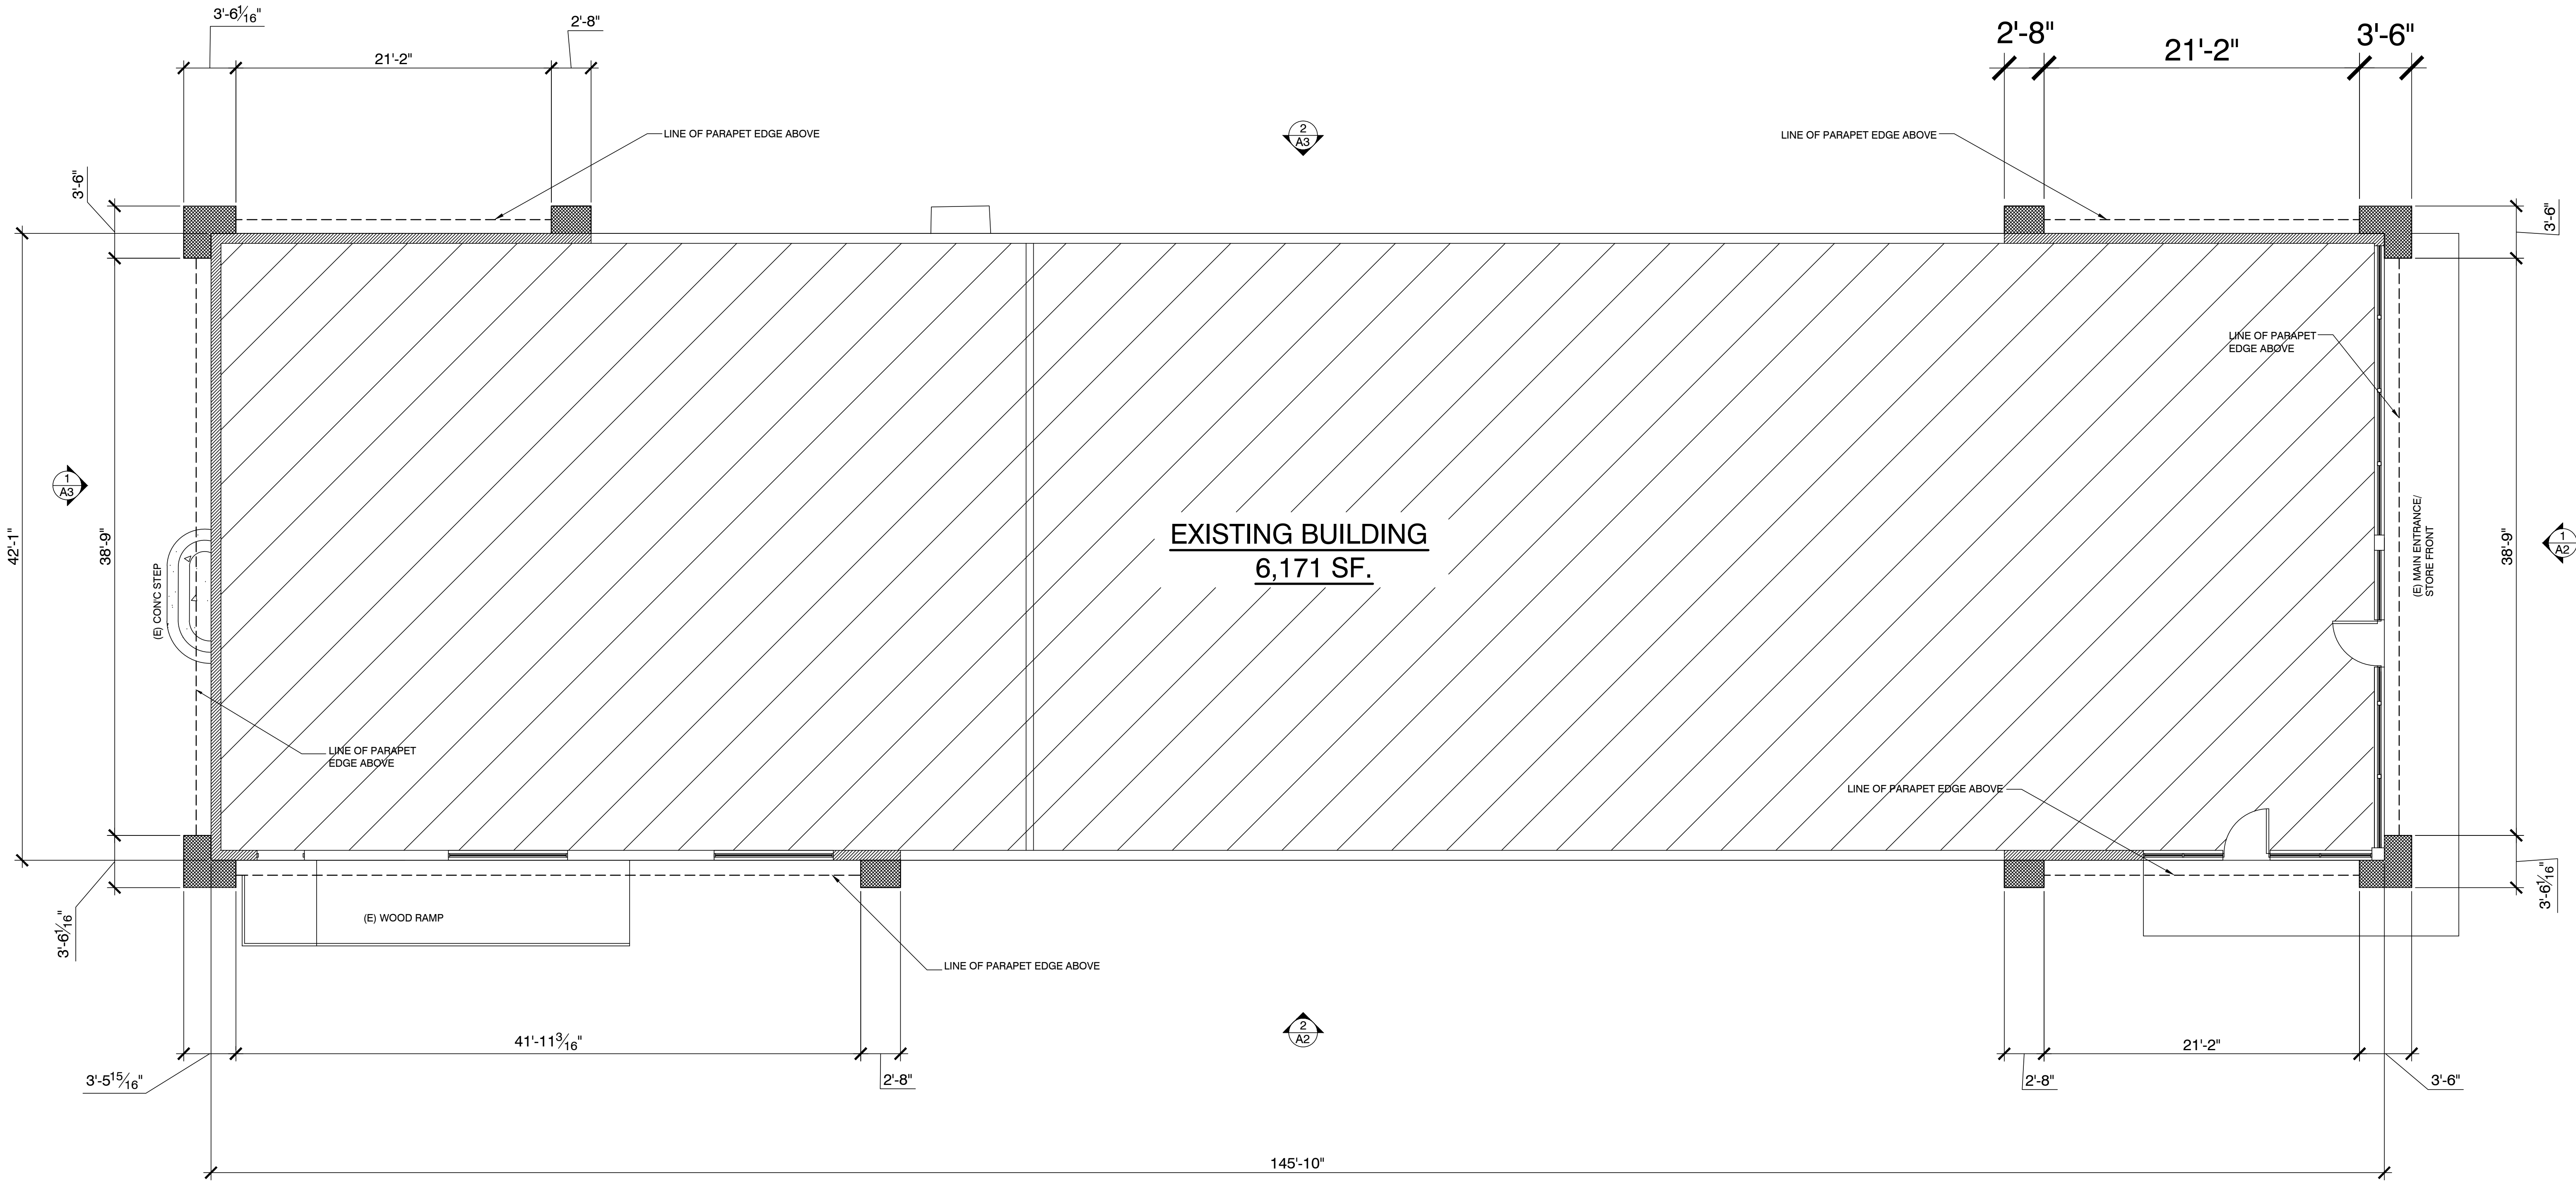 3'-6 1/16"
2'-8"
21'-2"
2'-8"
21'-2"
3'-6"
LINE OF PARAPET EDGE ABOVE
2
A3
LINE OF PARAPET EDGE ABOVE
3'-6"
3'-6"
LINE OF PARAPET
EDGE ABOVE
1
A3
42'-1"
38'-9"
(E) CON'C STEP
EXISTING BUILDING
6,171 SF.
(E) MAIN ENTRANCE/
STORE FRONT
38'-9"
1
A2
LINE OF PARAPET
EDGE ABOVE
LINE OF PARAPET EDGE ABOVE
3'-6 1/16"
(E) WOOD RAMP
3'-6 1/16"
LINE OF PARAPET EDGE ABOVE
2
A2
41'-11 3/16"
21'-2"
3'-5 15/16"
2'-8"
2'-8"
3'-6"
145'-10"